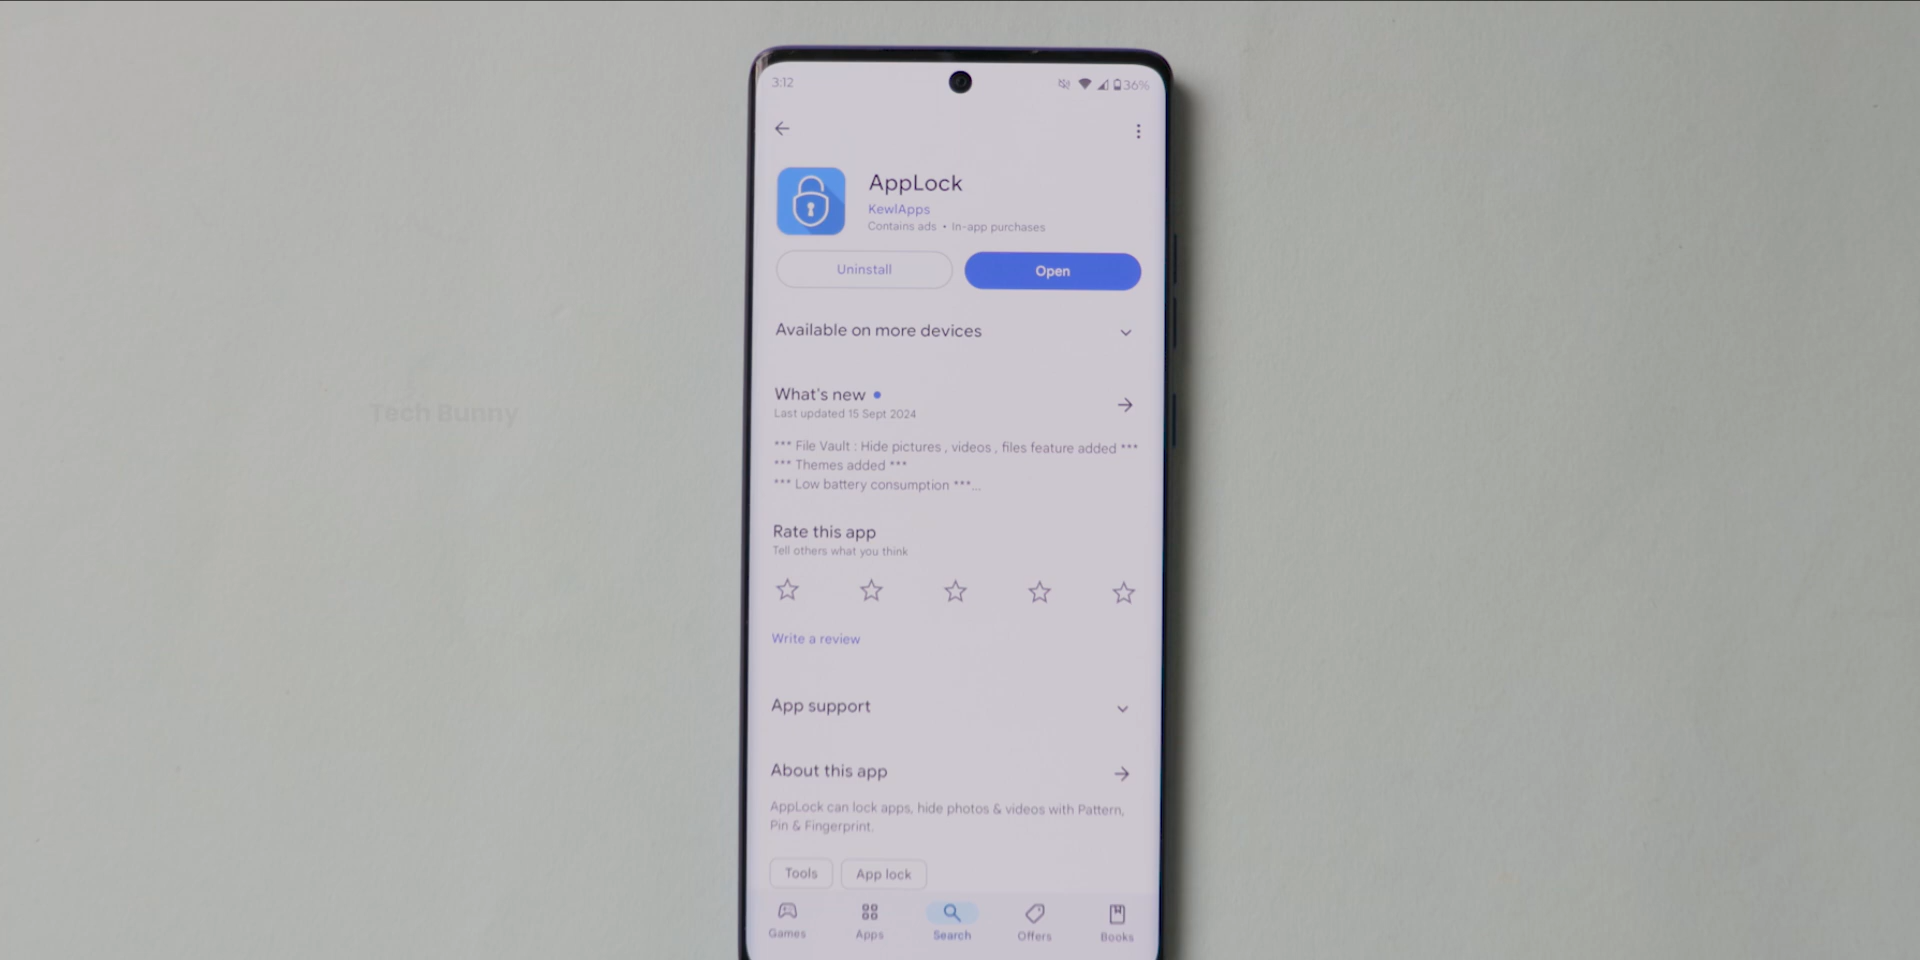 3:12
36%
AppLock
KewlApps
Contains ads • In-app purchases
Uninstall
Open
Available on more devices
What's new
Last updated 15 Sept 2024
*** File Vault : Hide pictures , videos , files feature added ***
*** Themes added ***
*** Low battery consumption ***...
Rate this app
Tell others what you think
Write a review
App support
About this app
AppLock can lock apps, hide photos & videos with Pattern,
Pin & Fingerprint.
Tools
App lock
Games
Apps
Search
Offers
Books
Tech Bunny